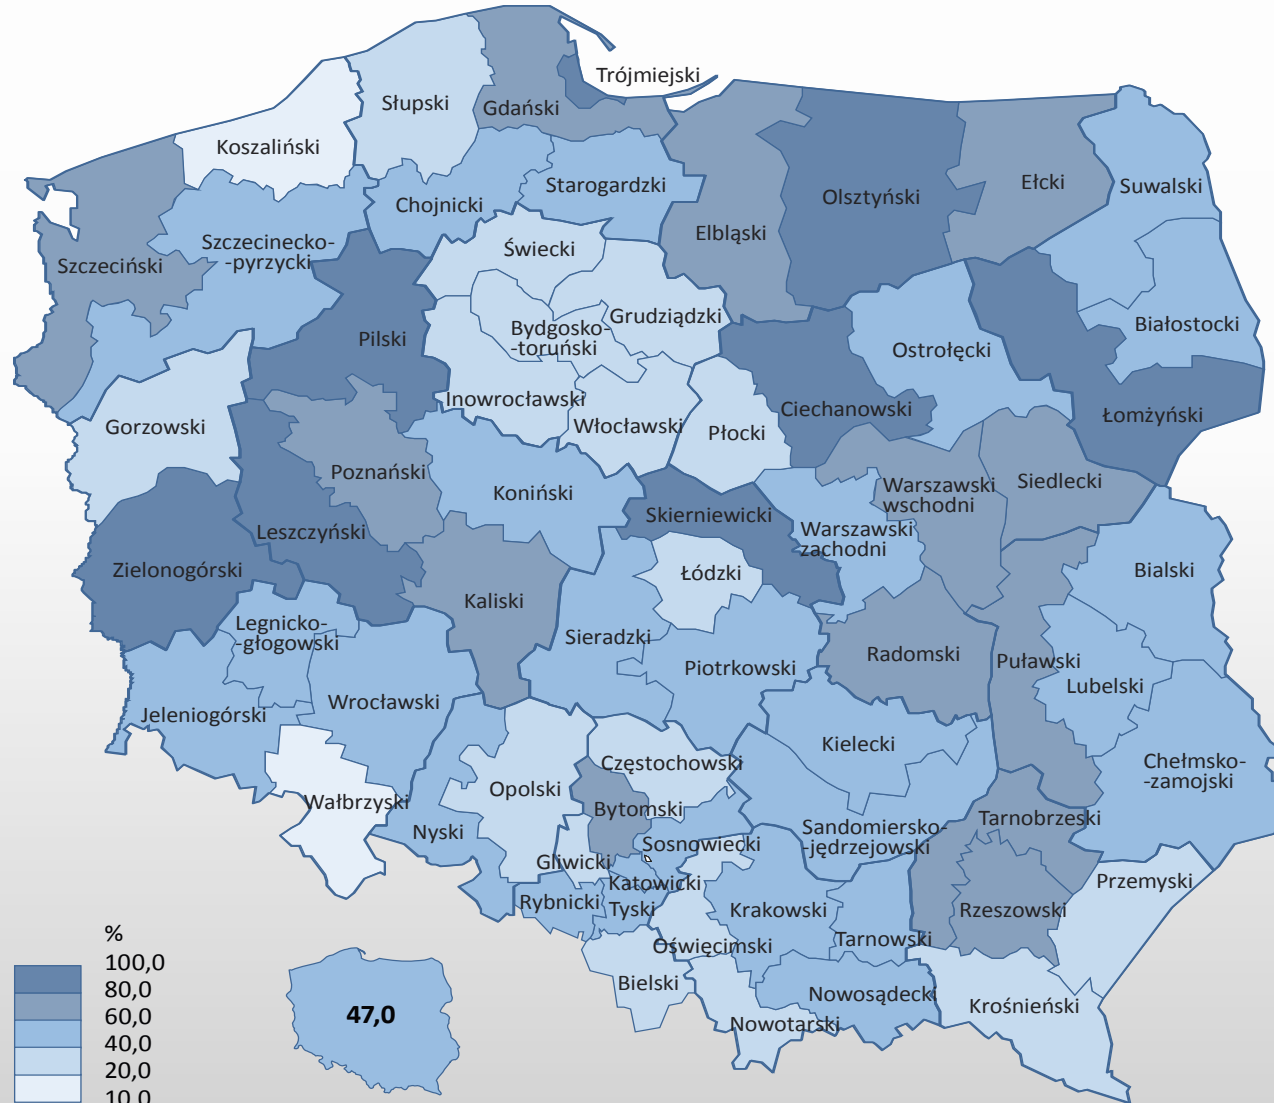 Trójmiejski
Słupski
Gdański
Koszaliński
Starogardzki
Ełcki
Suwalski
Olsztyński
Chojnicki
Elbląski
Szczecinecko-
-pyrzycki
Świecki
Szczeciński
Grudziądzki
Białostocki
Bydgosko-
-toruński
Pilski
Ostrołęcki
Inowrocławski
Ciechanowski
Łomżyński
Gorzowski
Włocławski
Płocki
Poznański
Koniński
Siedlecki
Warszawski
wschodni
Skierniewicki
Leszczyński
Warszawski
zachodni
Zielonogórski
Łódzki
Bialski
Kaliski
Legnicko-
-głogowski
Sieradzki
Radomski
Puławski
Piotrkowski
Lubelski
Wrocławski
Jeleniogórski
Kielecki
Częstochowski
Chełmsko-
-zamojski
Opolski
Wałbrzyski
Bytomski
Tarnobrzeski
Nyski
Sandomiersko-
-jędrzejowski
Sosnowiecki
Gliwicki
Katowicki
Przemyski
Rybnicki
Tyski
Krakowski
Rzeszowski
Tarnowski
Oświęcimski
Bielski
Nowosądecki
Krośnieński
Nowotarski
%
100,0
80,0
60,0
40,0
20,0
10,0
47,0